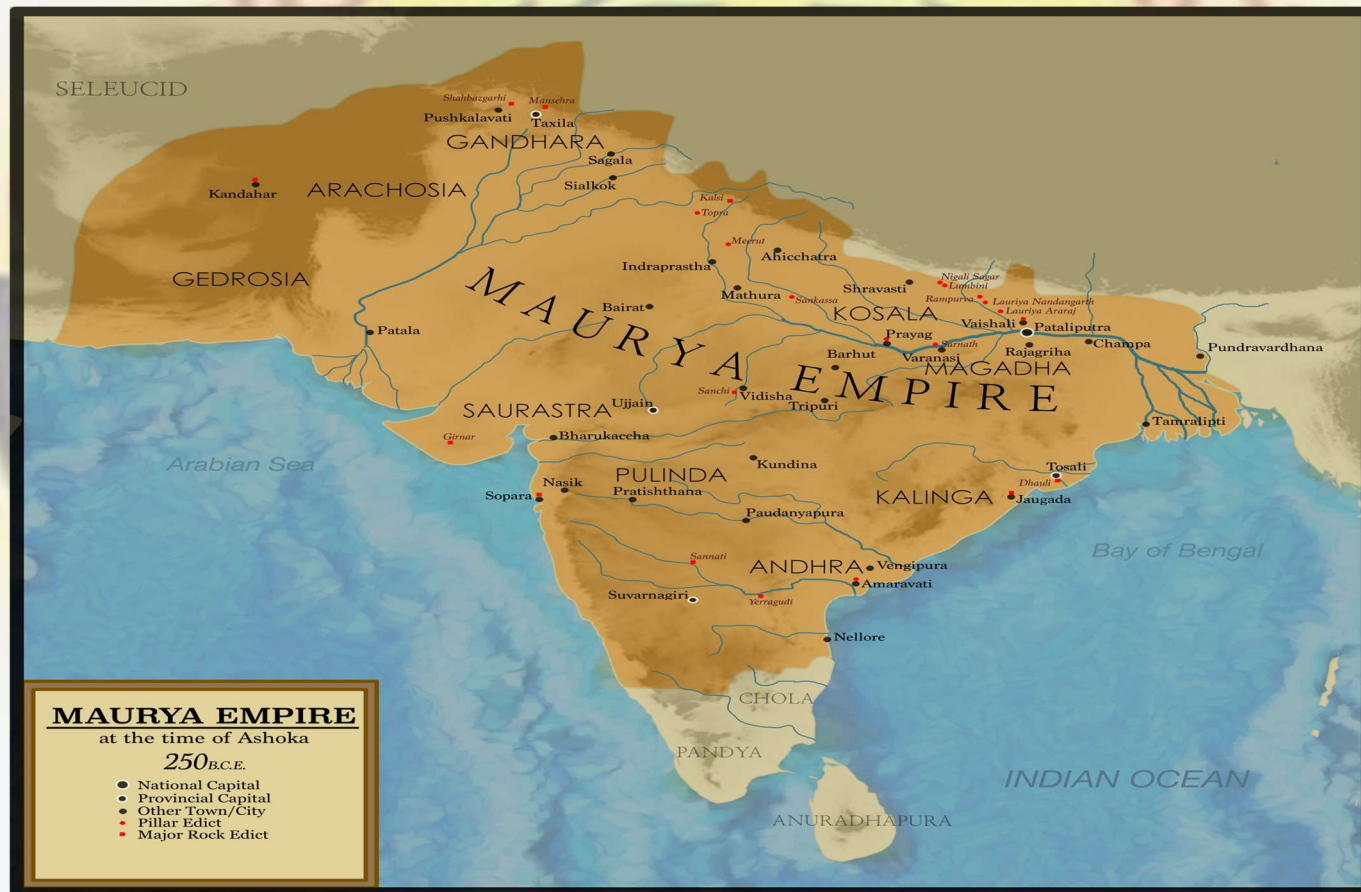 SELEUCID
Shahbazgarhi
Mansehra
Pushkalavati
Taxila
GANDHARA
Sagala
Sialkok
Kandahar
ARACHOSIA
GEDROSIA
Kalsi
Topra
Meerut
Indraprastha
Ahicchatra
Mathura
Sankassa
Shravasti
Nigali Sagar
Lumbini
Rampurva
Lauriya Nandangarth
Lauriya Araraj
KOSALA
Vaishali
Pataliputra
Bairat
Patala
Prayag
Sarnath
Varanasi
Rajagriha
Champa
Pundravardhana
Barhut
MAGADHA
MAURYA EMPIRE
Sanchi
Vidisha
Tripuri
Ujjain
SAURASTRA
Tamralipti
Girnar
Bharukaccha
Arabian Sea
Kundina
PULINDA
Tosali
Dhauli
Nasik
Sopara
Pratishthana
KALINGA
Jaugada
Paudanyapura
Bay of Bengal
Sannati
ANDHRA
Vengipura
Amaravati
Suvarnagiri
Yerragudi
Nellore
CHOLA
PANDYA
INDIAN OCEAN
ANURADHAPURA
MAURYA EMPIRE
at the time of Ashoka
250B.C.E.
National Capital
Provincial Capital
Other Town/City
Pillar Edict
Major Rock Edict